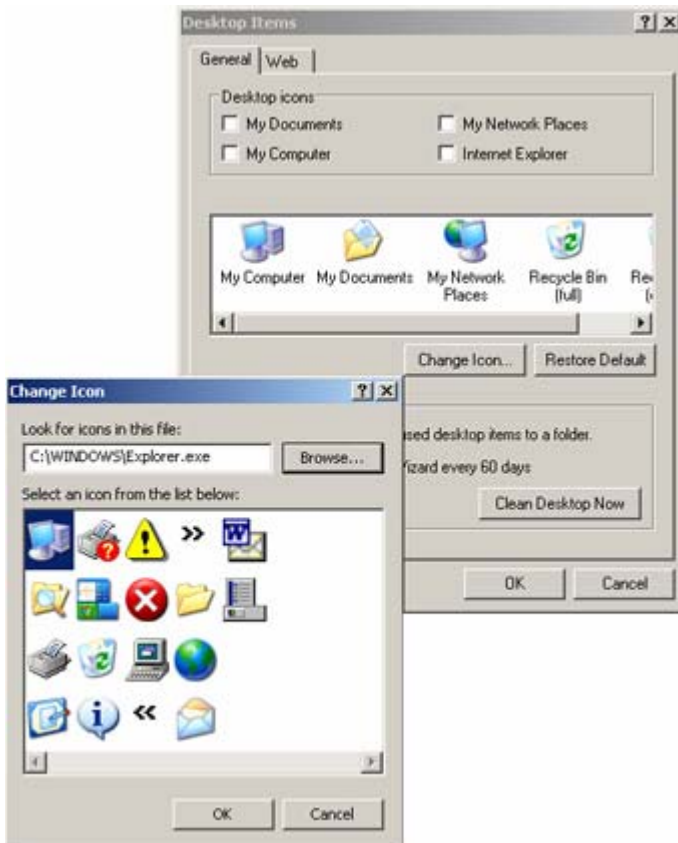 Desktop Items
General
Web
Desktop icons
My Documents
My Network Places
My Computer
Internet Explorer
My Computer My Documents My Network Places Recycle Bin (full)
Change Icon...
Restore Default
used desktop items to a folder.
Wizard every 60 days
Clean Desktop Now
OK
Cancel
Change Icon
Look for icons in this file:
C:\WINDOWS\Explorer.exe
Browse...
Select an icon from the list below:
OK
Cancel